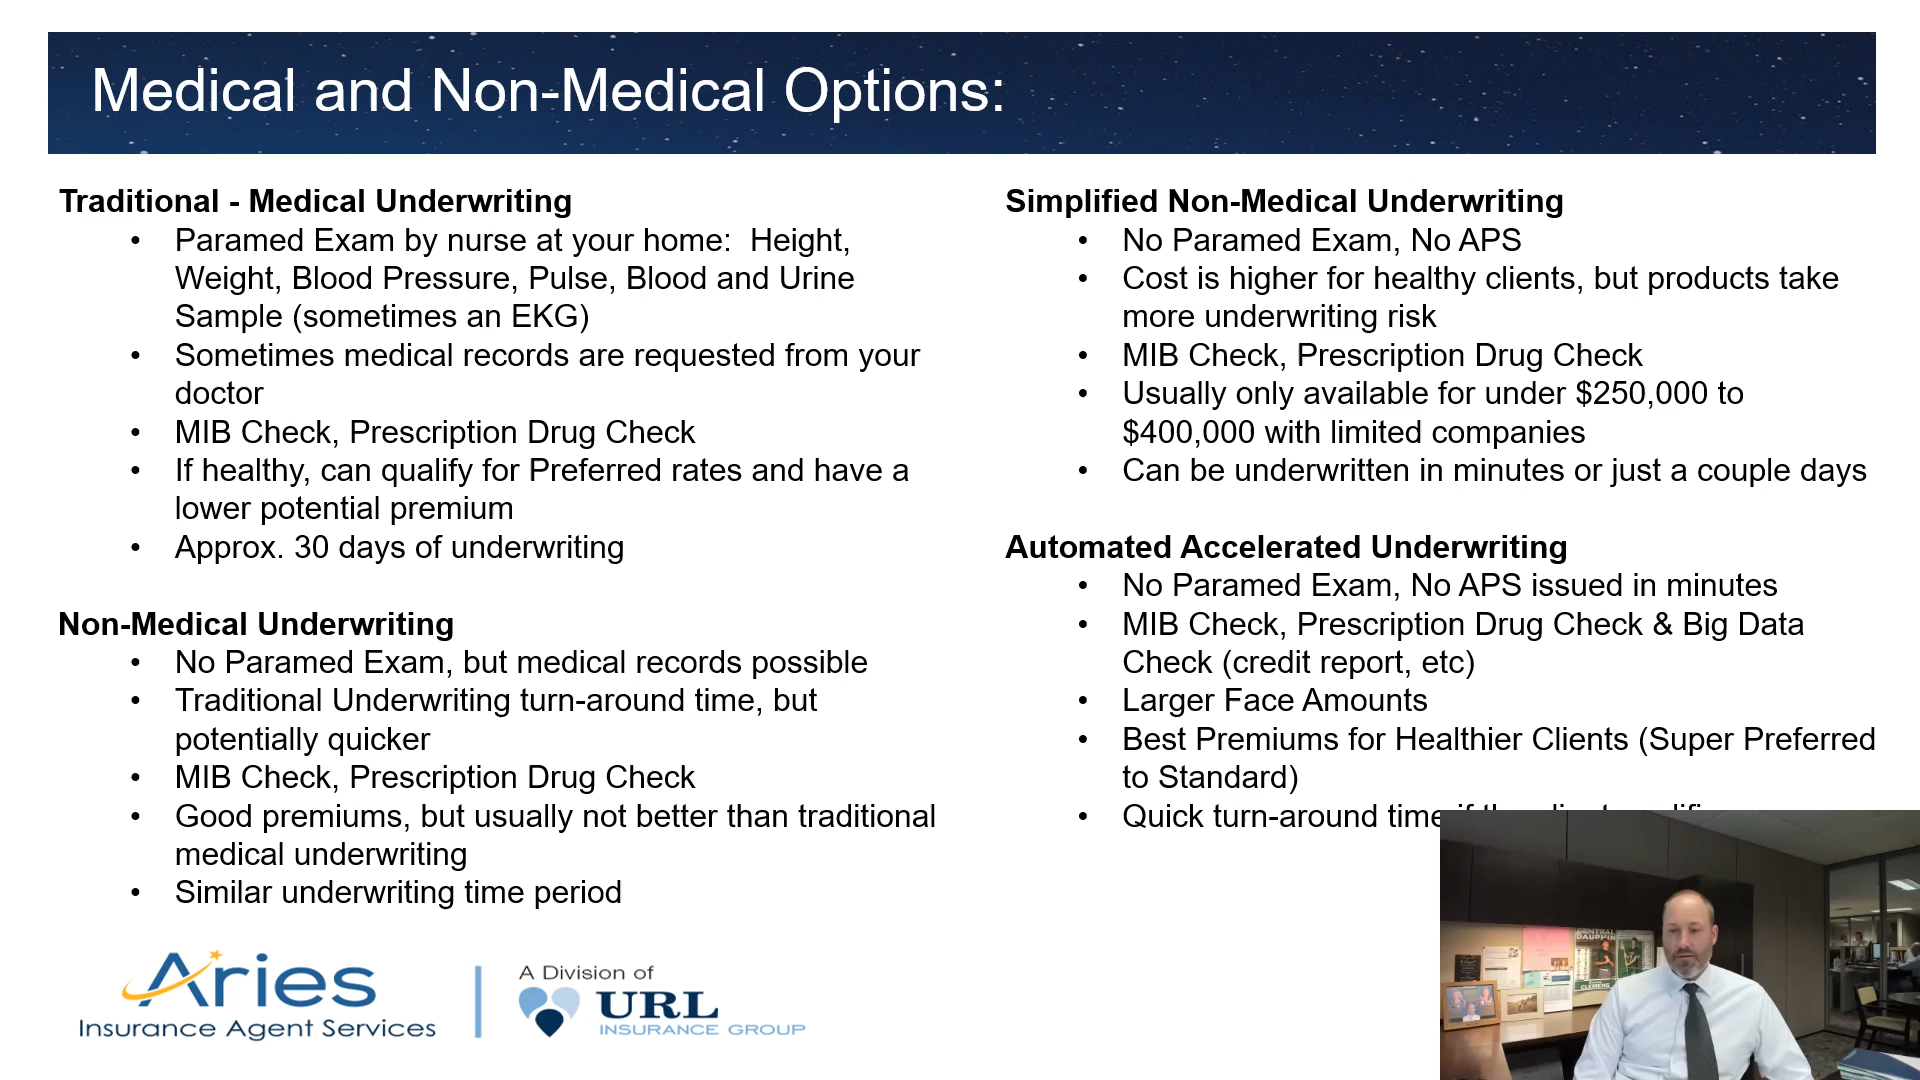 Medical and Non-Medical Options:
Traditional - Medical Underwriting
• Paramed Exam by nurse at your home:  Height,
Weight, Blood Pressure, Pulse, Blood and Urine
Sample (sometimes an EKG)
• Sometimes medical records are requested from your
doctor
• MIB Check, Prescription Drug Check
• If healthy, can qualify for Preferred rates and have a
lower potential premium
• Approx. 30 days of underwriting
Non-Medical Underwriting
• No Paramed Exam, but medical records possible
• Traditional Underwriting turn-around time, but
potentially quicker
• MIB Check, Prescription Drug Check
• Good premiums, but usually not better than traditional
medical underwriting
• Similar underwriting time period
Simplified Non-Medical Underwriting
• No Paramed Exam, No APS
• Cost is higher for healthy clients, but products take
more underwriting risk
• MIB Check, Prescription Drug Check
• Usually only available for under $250,000 to
$400,000 with limited companies
• Can be underwritten in minutes or just a couple days
Automated Accelerated Underwriting
• No Paramed Exam, No APS issued in minutes
• MIB Check, Prescription Drug Check & Big Data
Check (credit report, etc)
• Larger Face Amounts
• Best Premiums for Healthier Clients (Super Preferred
to Standard)
• Quick turn-around time if the client
Aries
Insurance Agent Services
A Division of
URL
INSURANCE GROUP
CENTRAL
DAUPHIN
CLEMENS